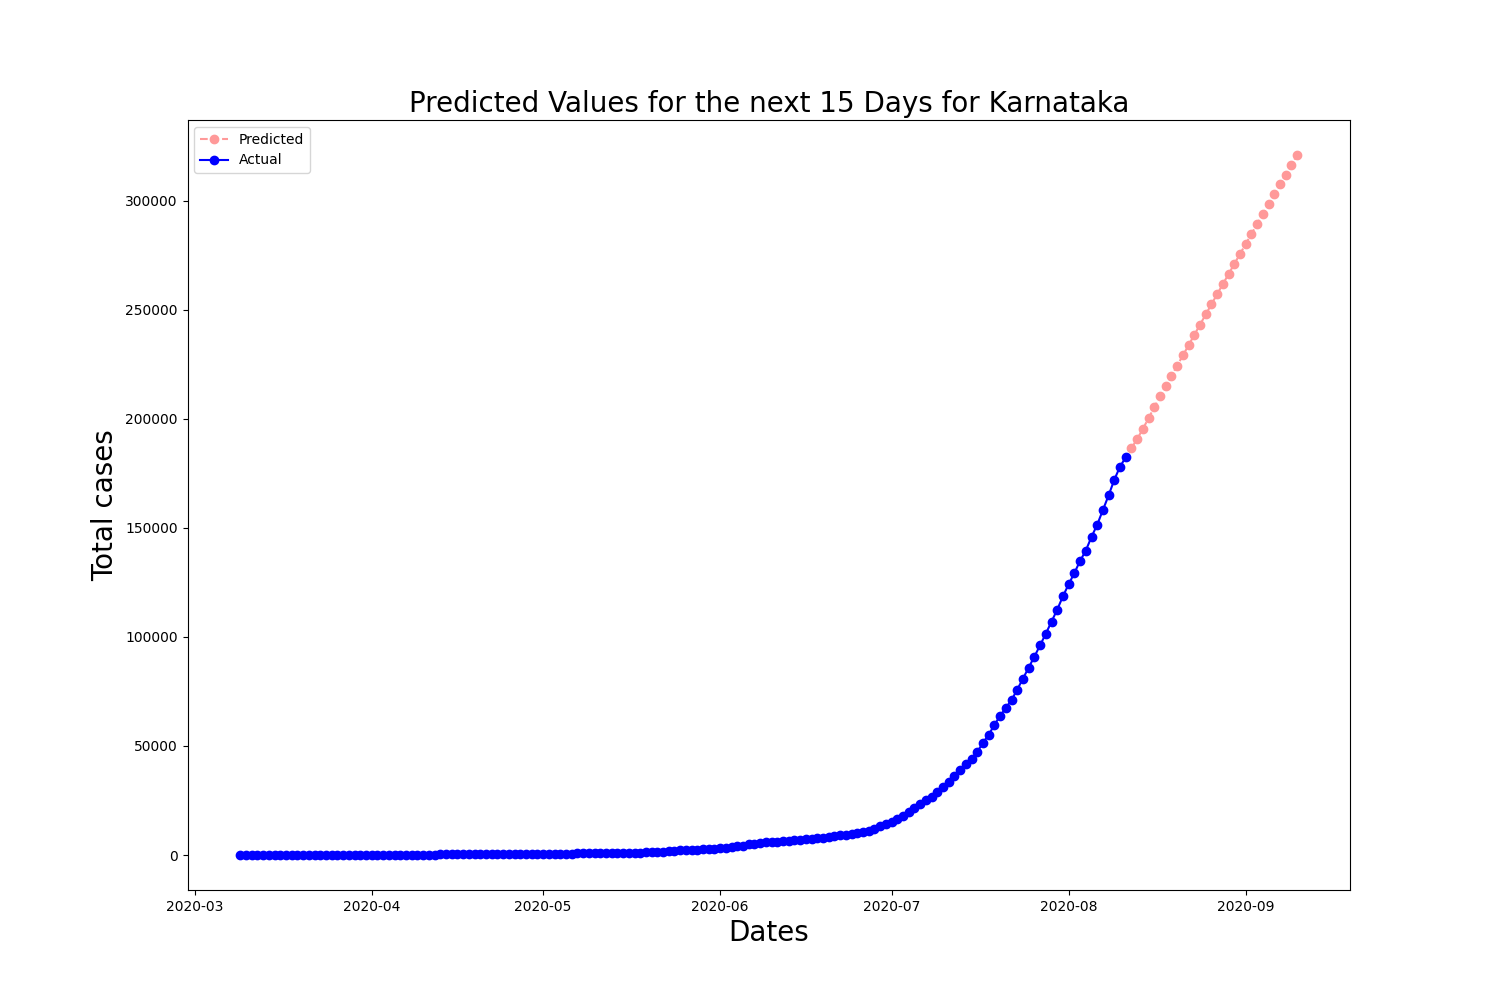 Predicted Values for the next 15 Days for Karnataka
Predicted
Actual
300000
250000
200000
150000
100000
50000
0
Total cases
2020-03 2020-04 2020-05 2020-06 2020-07 2020-08 2020-09
Dates